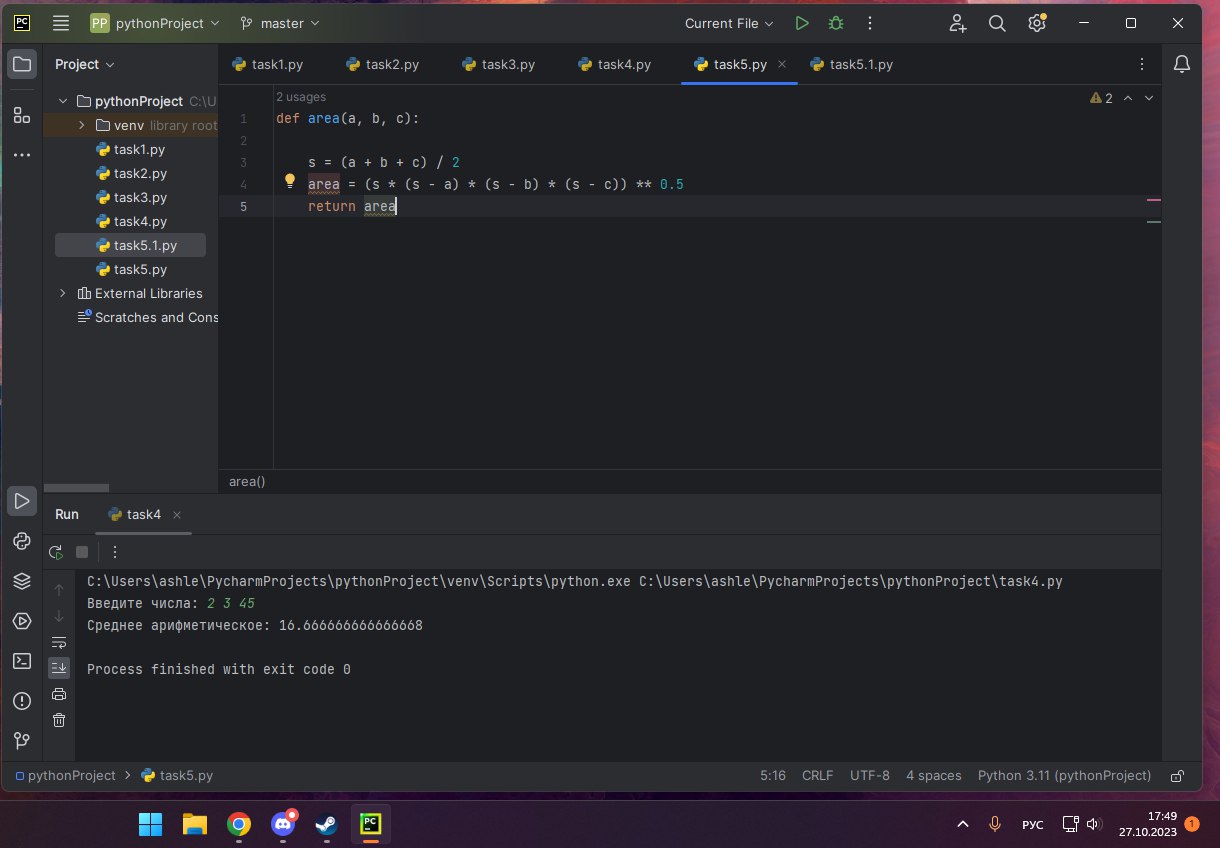 PC PP pythonProject master Current File
Project task1.py task2.py task3.py task4.py task5.py task5.1.py
pythonProject C:\U
venv library root
task1.py
task2.py
task3.py
task4.py
task5.1.py
task5.py
External Libraries
Scratches and Cons
2 usages
2
1 def area(a, b, c):
2
3 s = (a + b + c) / 2
4 area = (s * (s - a) * (s - b) * (s - c)) ** 0.5
5 return area
area()
Run task4
C:\Users\ashle\PycharmProjects\pythonProject\venv\Scripts\python.exe C:\Users\ashle\PycharmProjects\pythonProject\task4.py
Введите числа: 2 3 45
Среднее арифметическое: 16.666666666666668
Process finished with exit code 0
pythonProject task5.py 5:16 CRLF UTF-8 4 spaces Python 3.11 (pythonProject)
PC
РУС
17:49
27.10.2023
1